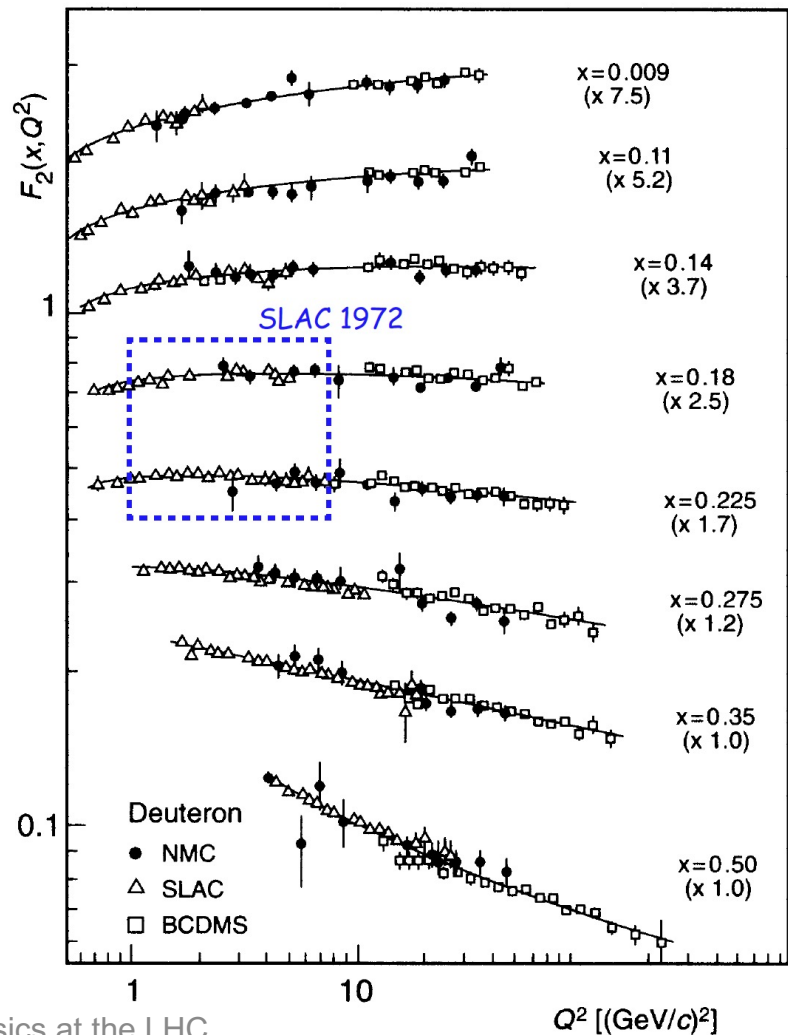 F₂(x,Q²)
x=0.009
(x 7.5)
x=0.11
(x 5.2)
x=0.14
(x 3.7)
1
SLAC 1972
x=0.18
(x 2.5)
x=0.225
(x 1.7)
x=0.275
(x 1.2)
x=0.35
(x 1.0)
0.1
Deuteron
NMC
SLAC
BCDMS
x=0.50
(x 1.0)
1
10
sics at the LHC
Q² [(GeV/c)²]